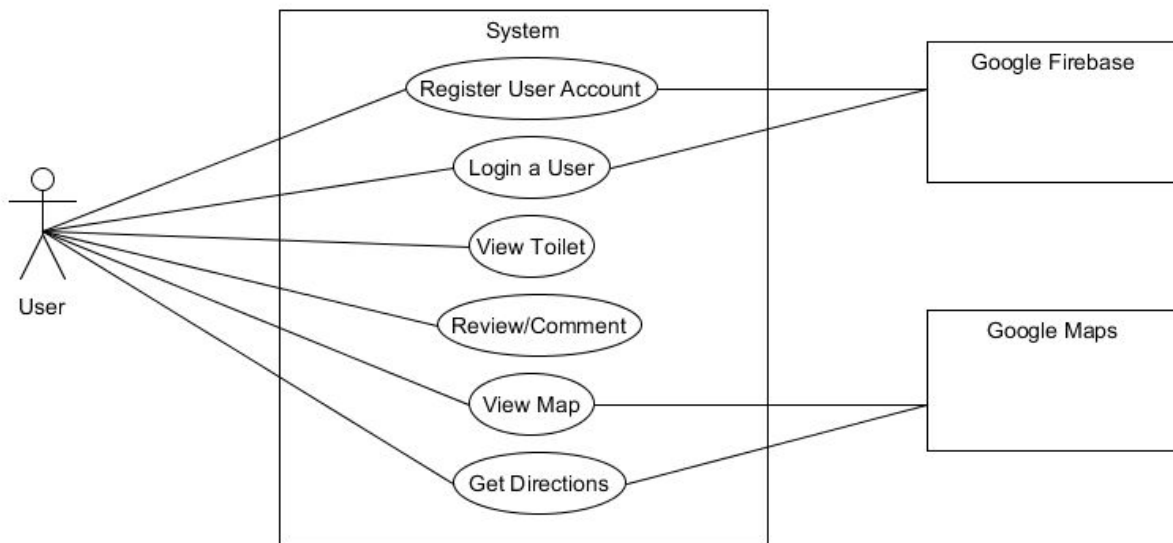 System
Google Firebase
Register User Account
Login a User
View Toilet
User
Review/Comment
Google Maps
View Map
Get Directions